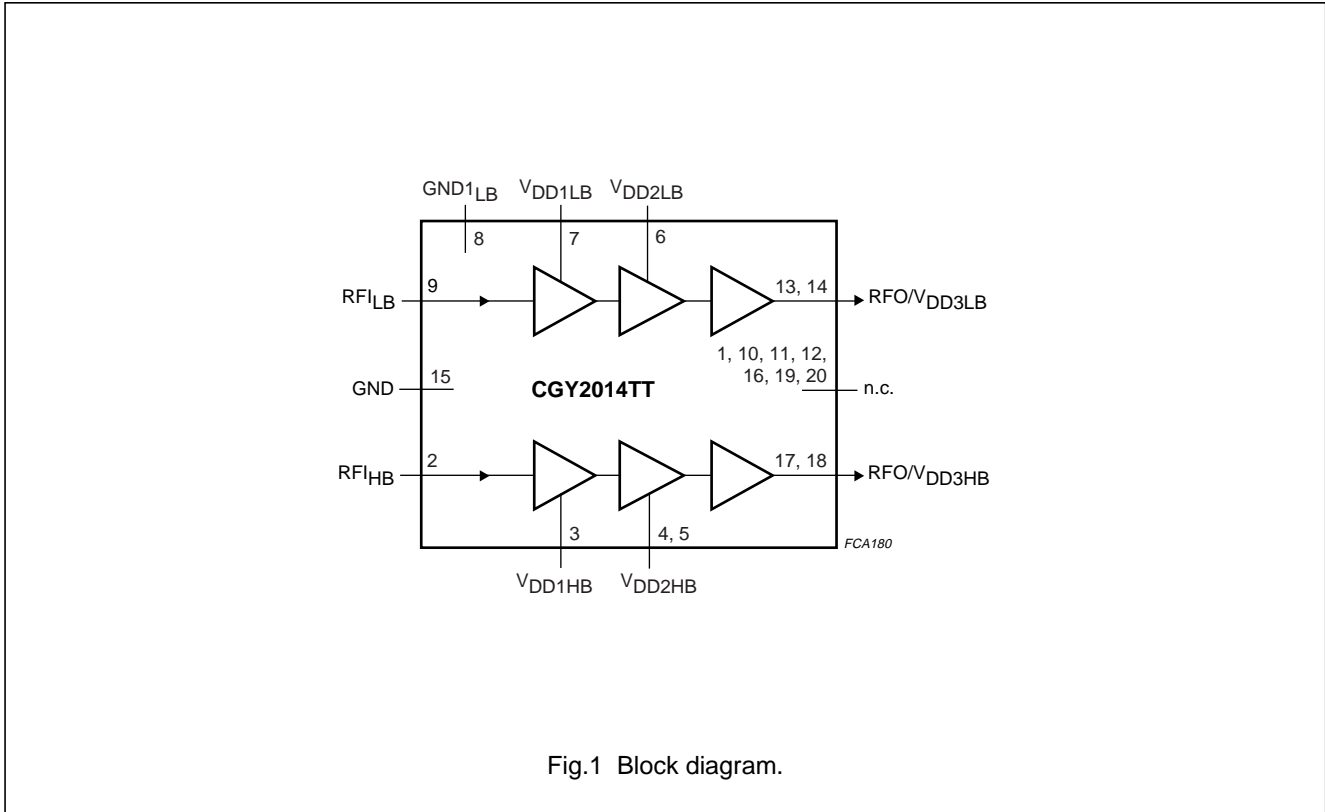 GND1LB VDD1LB VDD2LB
8 7 6
RFILB 9 13, 14 RFO/VDD3LB
1, 10, 11, 12,
16, 19, 20
GND 15 CGY2014TT n.c.
RFIHB 2 17, 18 RFO/VDD3HB
3 4, 5
FCA180
VDD1HB VDD2HB
Fig.1 Block diagram.